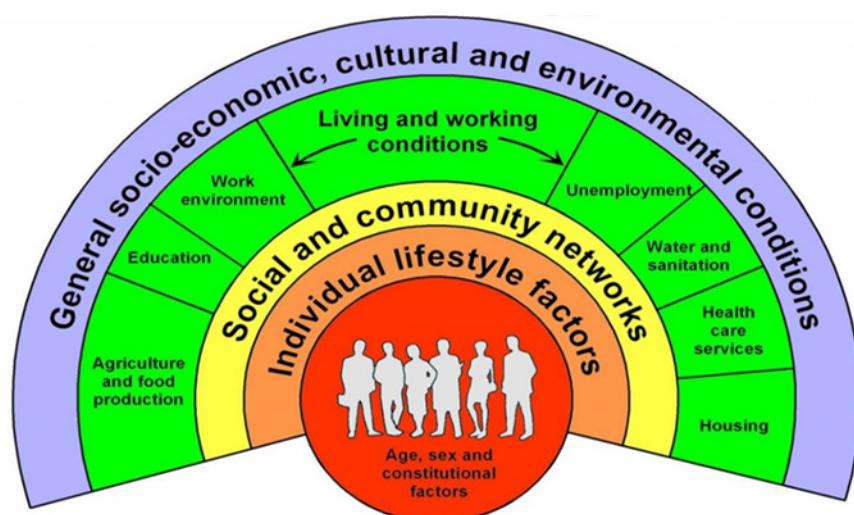 General socio-economic, cultural and environmental conditions
Living and working
conditions
Work
environment
Education
Agriculture
and food
production
Unemployment
Water and
sanitation
Health
care
services
Housing
Social and community networks
Individual lifestyle factors
Age, sex and
constitutional
factors